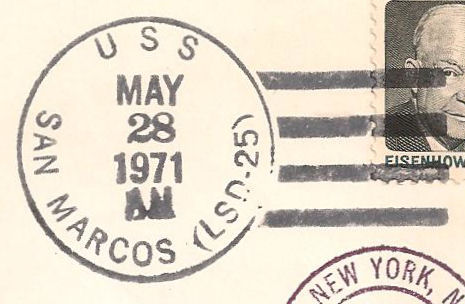 USS
SAN MARCOS (LSD-25)
MAY
28
1971
AM
EISENHOW
NEW YORK, N